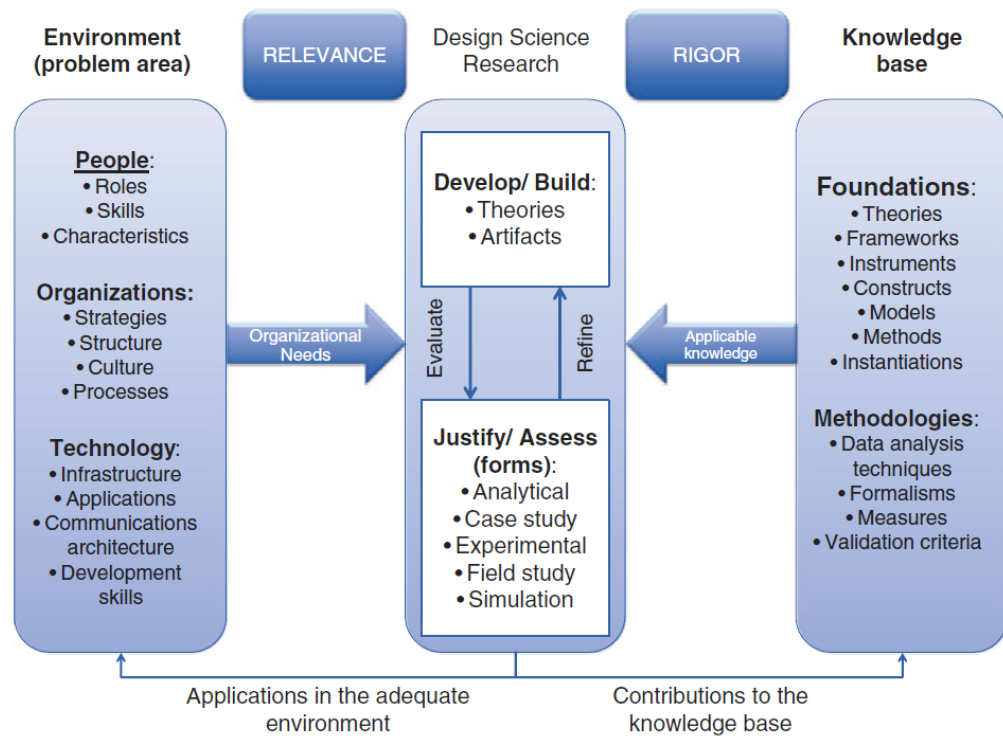 Environment
(problem area)
RELEVANCE
Design Science
Research
RIGOR
Knowledge
base
People:
• Roles
• Skills
• Characteristics
Organizations:
• Strategies
• Structure
• Culture
• Processes
Technology:
• Infrastructure
• Applications
• Communications
architecture
• Development
skills
Organizational
Needs
Develop/ Build:
• Theories
• Artifacts
Evaluate
Refine
Justify/ Assess
(forms):
• Analytical
• Case study
• Experimental
• Field study
• Simulation
Applicable
knowledge
Foundations:
• Theories
• Frameworks
• Instruments
• Constructs
• Models
• Methods
• Instantiations
Methodologies:
• Data analysis
techniques
• Formalisms
• Measures
• Validation criteria
Applications in the adequate
environment
Contributions to the
knowledge base